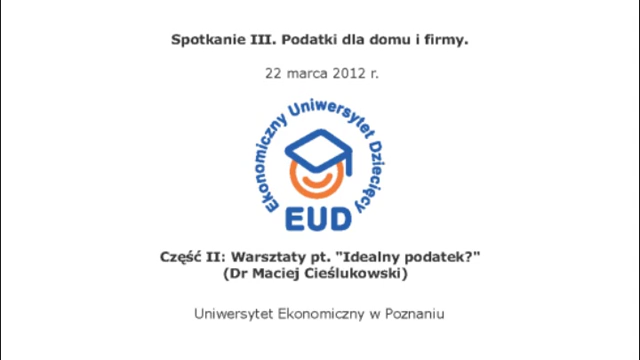 Spotkanie III. Podatki dla domu i firmy.
22 marca 2012 r.
Ekonomiczny Uniwersytet Dziecięcy
EUD
Część II: Warsztaty pt. "Idealny podatek?"
(Dr Maciej Cieślukowski)
Uniwersytet Ekonomiczny w Poznaniu